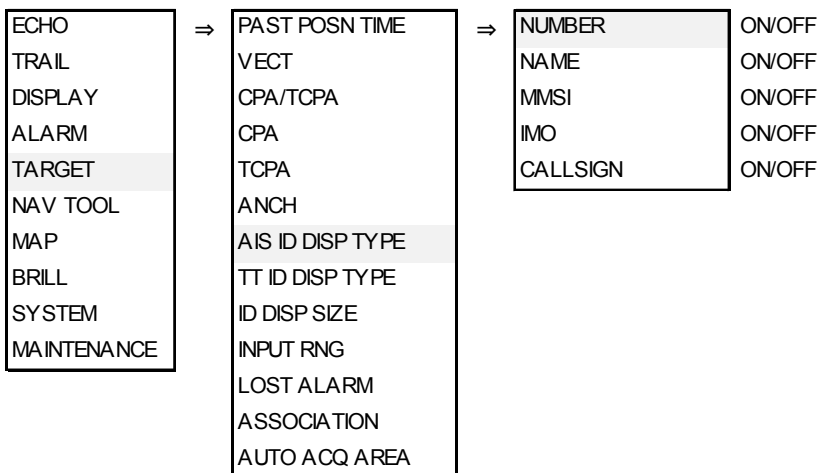 ECHO ⇒ PAST POSN TIME ⇒ NUMBER ON/OFF
TRAIL VECT NAME ON/OFF
DISPLAY CPA/TCPA MMSI ON/OFF
ALARM CPA IMO ON/OFF
TARGET TCPA CALLSIGN ON/OFF
NAV TOOL ANCH
MAP AIS ID DISP TYPE
BRILL TT ID DISP TYPE
SYSTEM ID DISP SIZE
MAINTENANCE INPUT RNG
LOST ALARM
ASSOCIATION
AUTO ACQ AREA